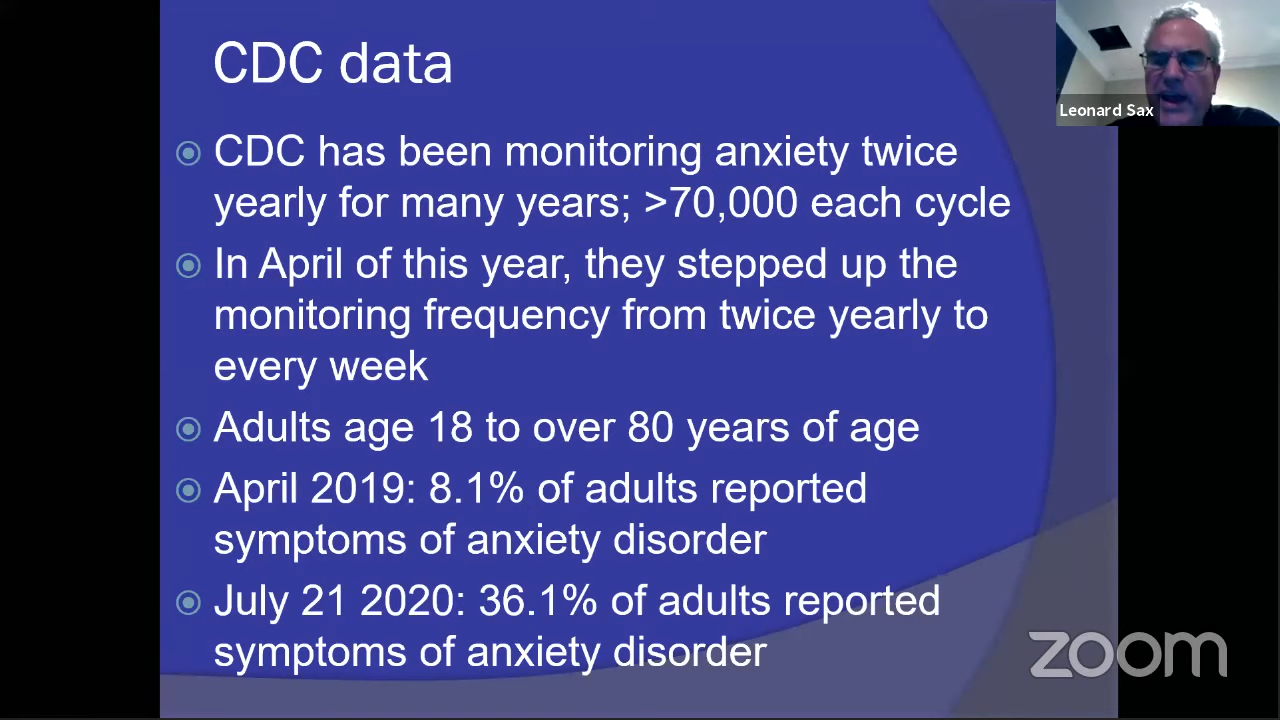 CDC data
Leonard Sax
CDC has been monitoring anxiety twice
yearly for many years; >70,000 each cycle
In April of this year, they stepped up the
monitoring frequency from twice yearly to
every week
Adults age 18 to over 80 years of age
April 2019: 8.1% of adults reported
symptoms of anxiety disorder
July 21 2020: 36.1% of adults reported
symptoms of anxiety disorder
zoom